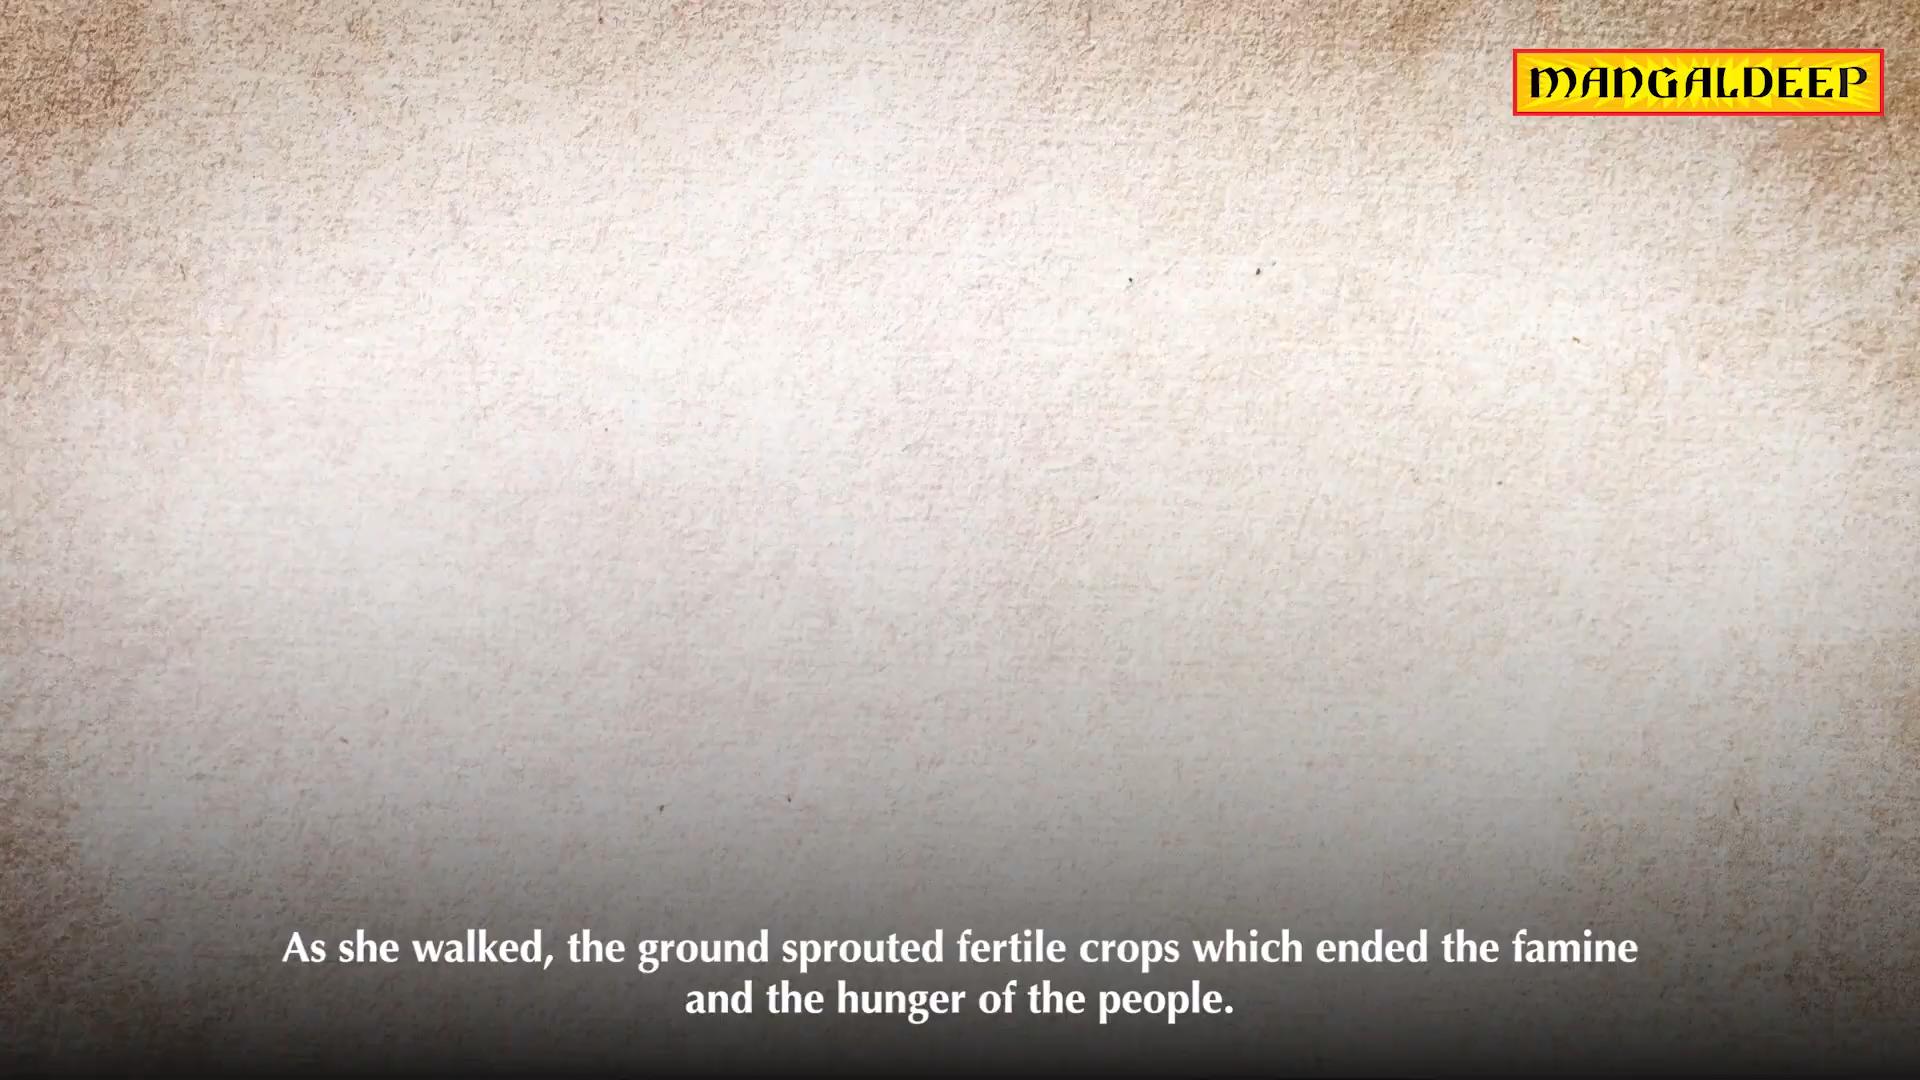 MANGALDEEP
As she walked, the ground sprouted fertile crops which ended the famine
and the hunger of the people.